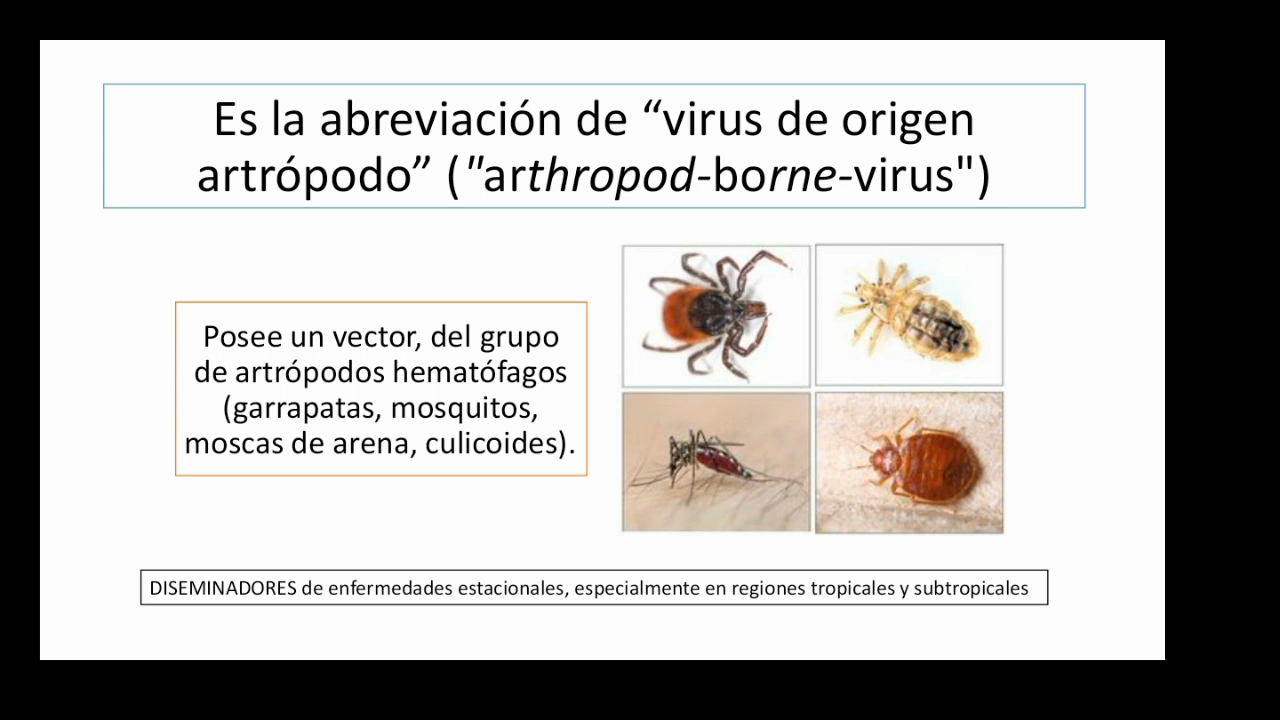 Es la abreviación de “virus de origen
artrópodo” ("arthropod-borne-virus")
Posee un vector, del grupo
de artrópodos hematófagos
(garrapatas, mosquitos,
moscas de arena, culicoides).
DISEMINADORES de enfermedades estacionales, especialmente en regiones tropicales y subtropicales